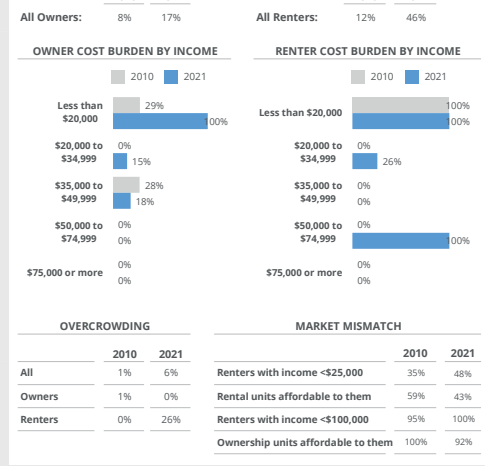 All Owners: 8% 17%
All Renters: 12% 46%
OWNER COST BURDEN BY INCOME
2010 2021
Less than $20,000 29% 100%
$20,000 to $34,999 0% 15%
$35,000 to $49,999 28% 18%
$50,000 to $74,999 0% 0%
$75,000 or more 0% 0%
RENTER COST BURDEN BY INCOME
2010 2021
Less than $20,000 100% 100%
$20,000 to $34,999 0% 26%
$35,000 to $49,999 0% 0%
$50,000 to $74,999 0% 100%
$75,000 or more 0% 0%
OVERCROWDING
2010 2021
All 1% 6%
Owners 1% 0%
Renters 0% 26%
MARKET MISMATCH
2010 2021
Renters with income <$25,000 35% 48%
Rental units affordable to them 59% 43%
Renters with income <$100,000 95% 100%
Ownership units affordable to them 100% 92%